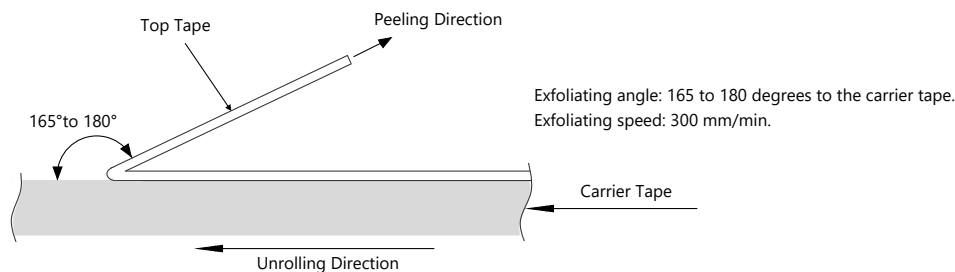 Top Tape
Peeling Direction
165°to 180°
Exfoliating angle: 165 to 180 degrees to the carrier tape.
Exfoliating speed: 300 mm/min.
Carrier Tape
Unrolling Direction